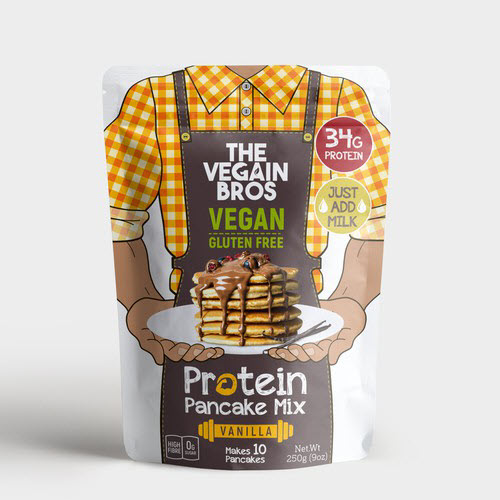 THE
VEGAIN
BROS
34G
PROTEIN
JUST
ADD
MILK
VEGAN
GLUTEN FREE
Protein
Pancake Mix
VANILLA
HIGH
FIBRE
0g
SUGAR
Makes 10
Pancakes
Net.Wt
250g (9oz)